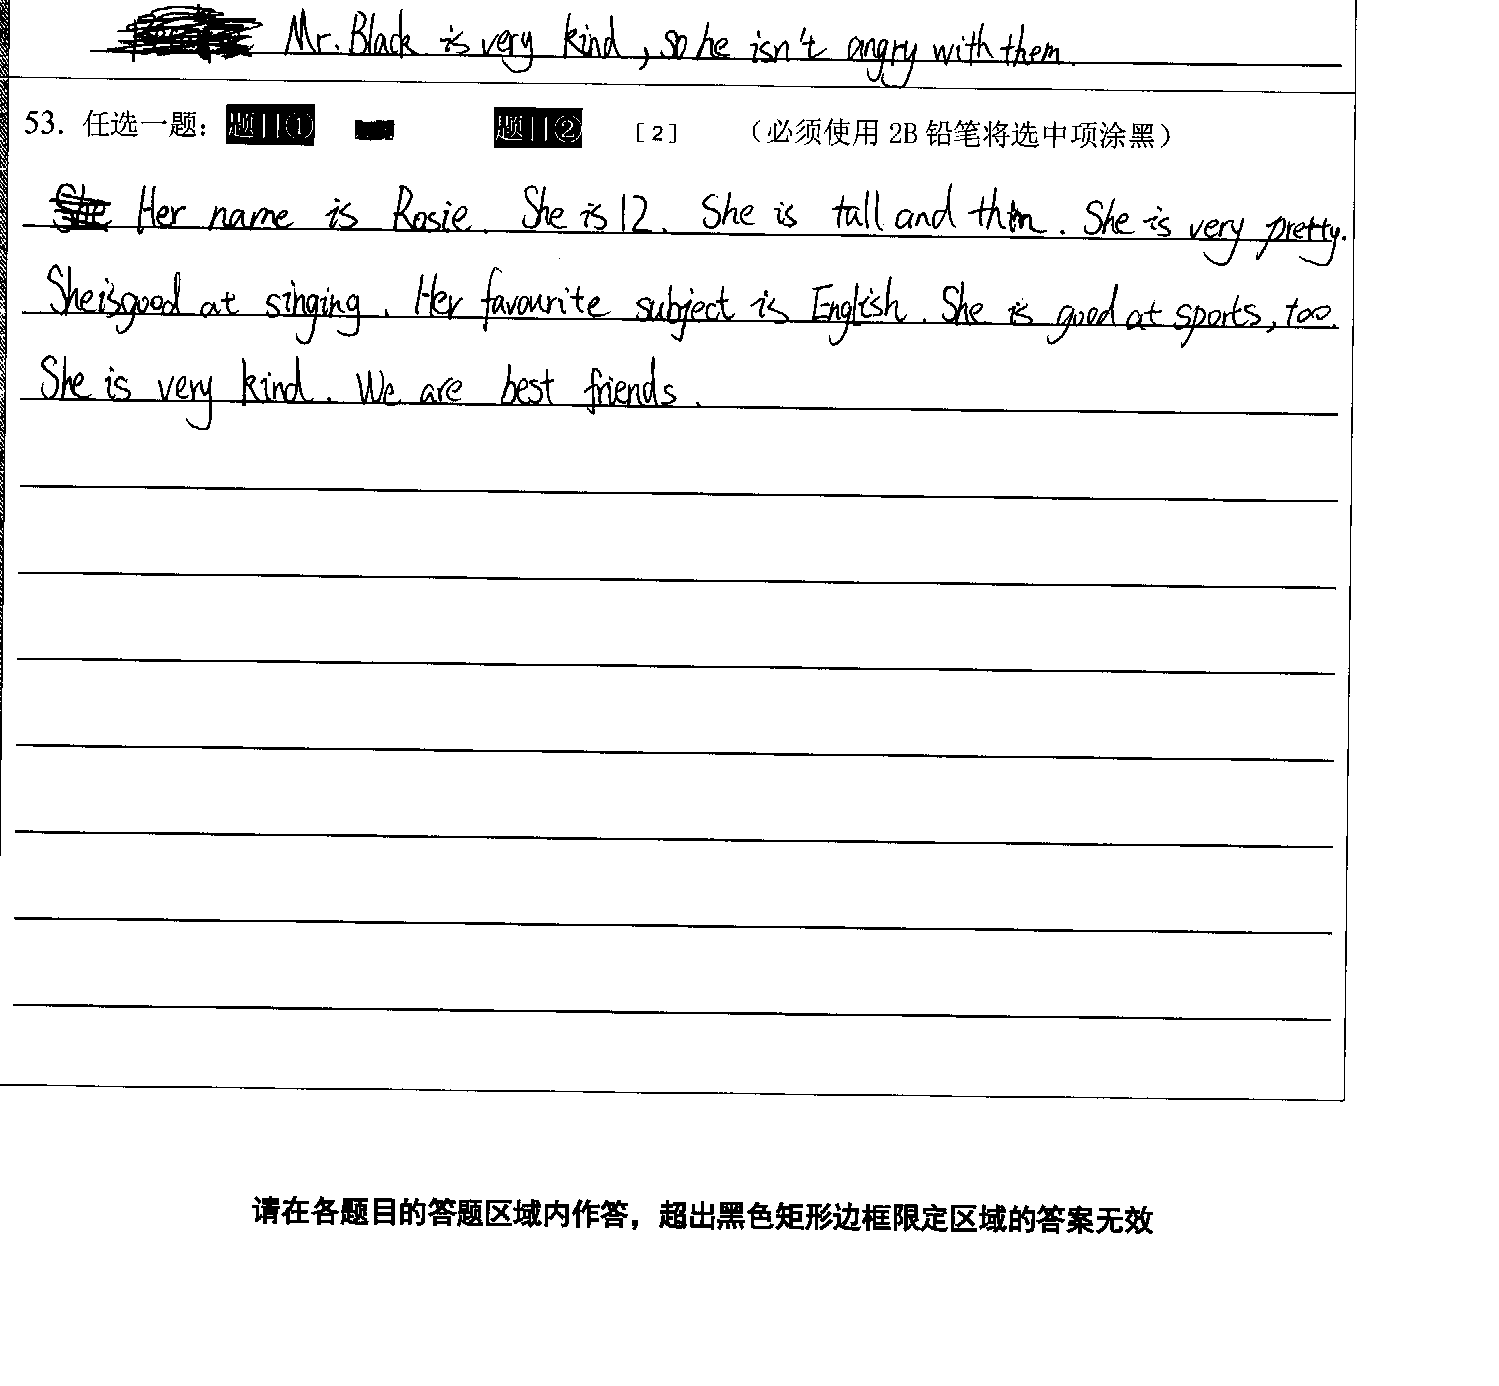 Mr. Black is very kind, so he isn't angry with them.
53. 任选一题： 题目① 题目② [2] （必须使用 2B 铅笔将选中项涂黑）
She Her name is Rosie. She is 12. She is tall and thin. She is very pretty.
She is good at singing. Her favourite subject is English. She is good at sports, too.
She is very kind. We are best friends.
请在各题目的答题区域内作答，超出黑色矩形边框限定区域的答案无效